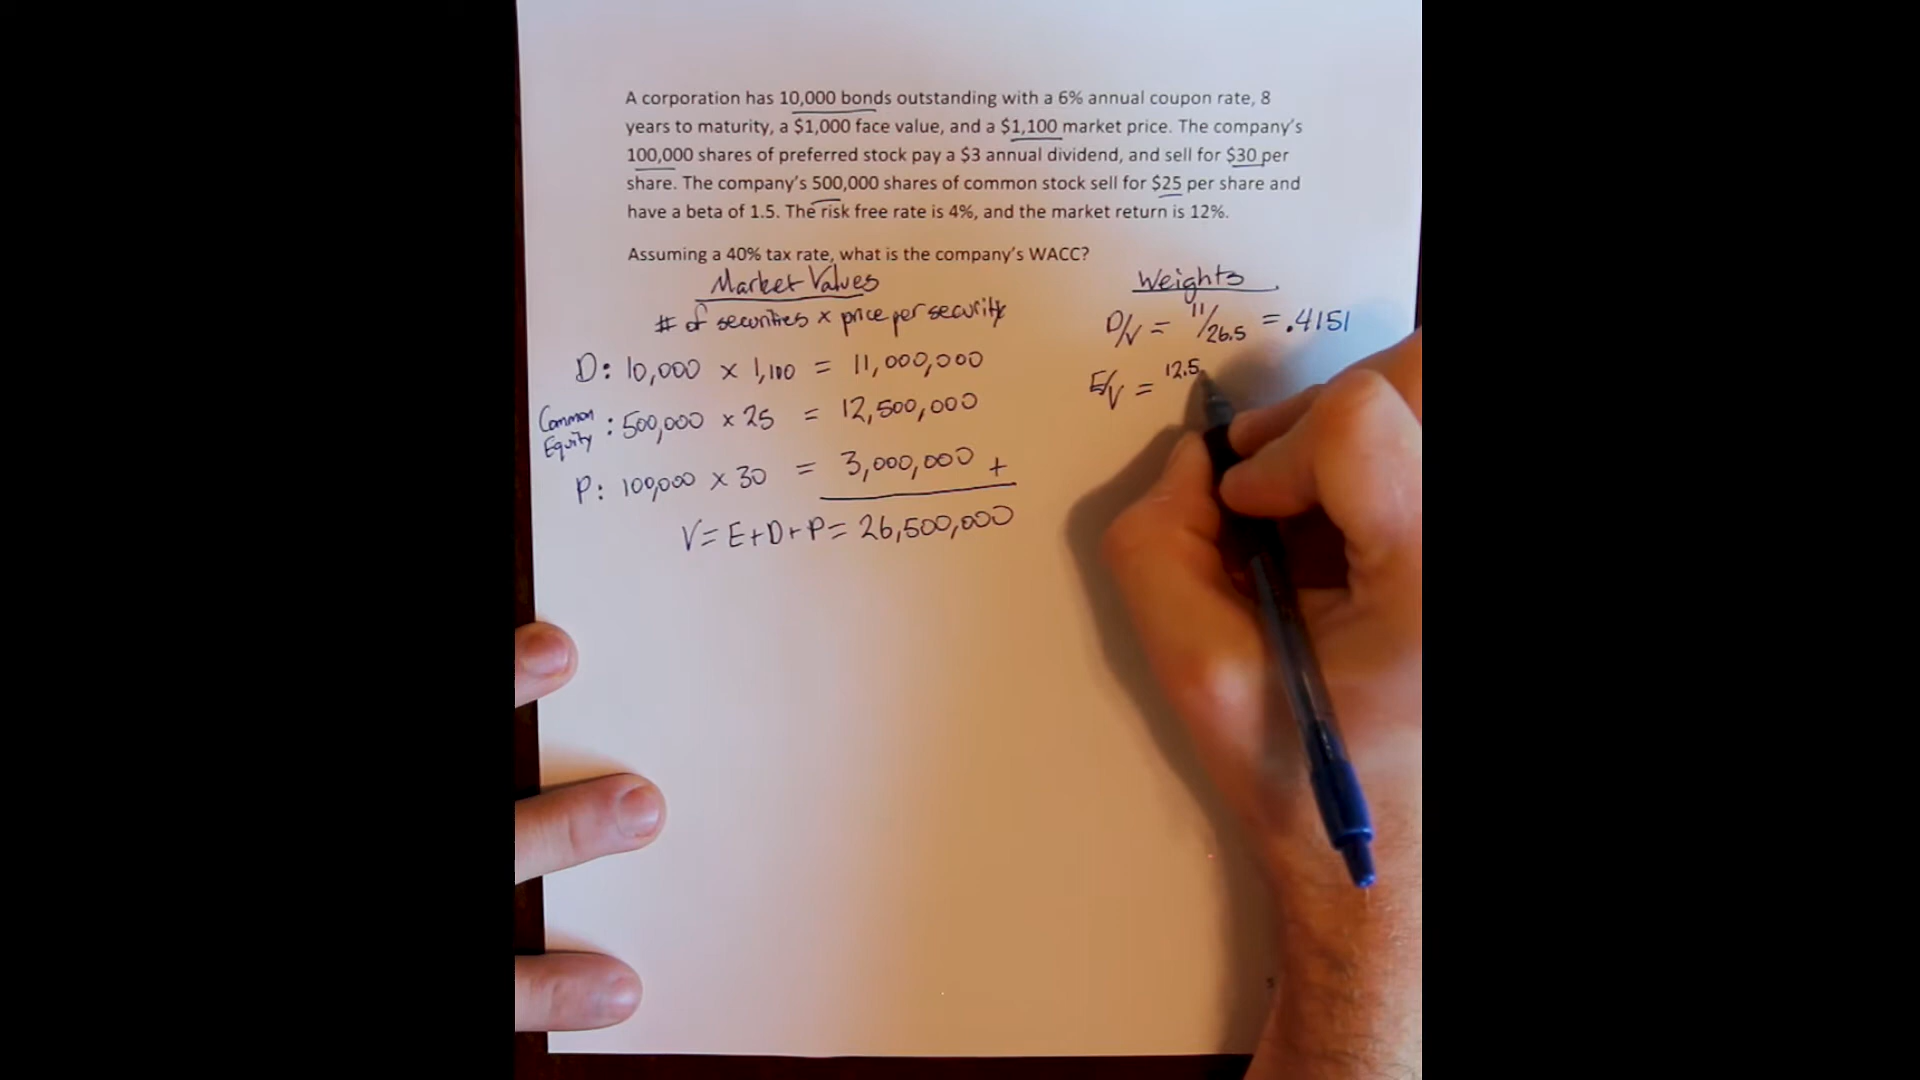 A corporation has 10,000 bonds outstanding with a 6% annual coupon rate, 8
years to maturity, a $1,000 face value, and a $1,100 market price. The company's
100,000 shares of preferred stock pay a $3 annual dividend, and sell for $30 per
share. The company's 500,000 shares of common stock sell for $25 per share and
have a beta of 1.5. The risk free rate is 4%, and the market return is 12%.
Assuming a 40% tax rate, what is the company's WACC?
Market Values
# of securities x price per security
D: 10,000 x 1,100 = 11,000,000
Common Equity : 500,000 x 25 = 12,500,000
P: 100,000 x 30 = 3,000,000 +
V = E + D + P = 26,500,000
Weights
D/V = 11/26.5 = .4151
E/V = 12.5
5